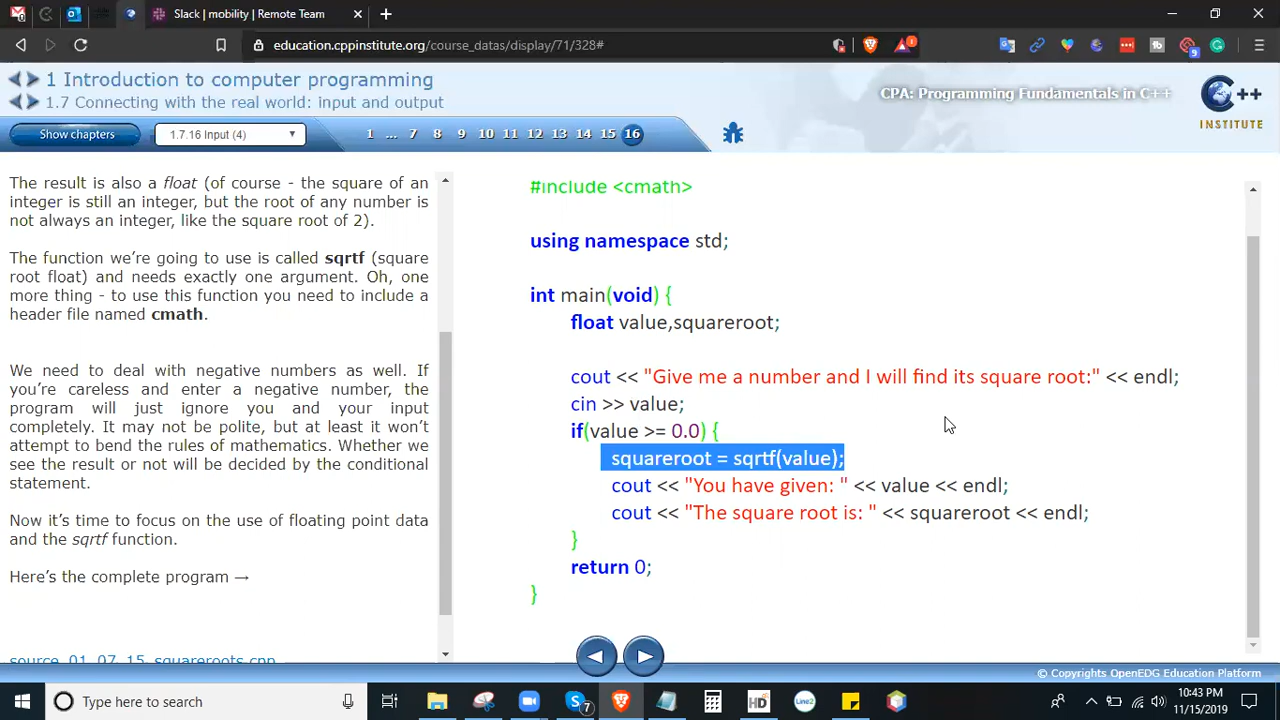 Slack | mobility | Remote Team
education.cppinstitute.org/course_datas/display/71/328#
9
1 Introduction to computer programming
1.7 Connecting with the real world: input and output
CPA: Programming Fundamentals in C++
C++
INSTITUTE
Show chapters
1.7.16 Input (4)
1 ... 7 8 9 10 11 12 13 14 15 16
The result is also a float (of course - the square of an
integer is still an integer, but the root of any number is
not always an integer, like the square root of 2).
The function we’re going to use is called sqrtf (square
root float) and needs exactly one argument. Oh, one
more thing - to use this function you need to include a
header file named cmath.
We need to deal with negative numbers as well. If
you’re careless and enter a negative number, the
program will just ignore you and your input
completely. It may not be polite, but at least it won’t
attempt to bend the rules of mathematics. Whether we
see the result or not will be decided by the conditional
statement.
Now it’s time to focus on the use of floating point data
and the sqrtf function.
Here’s the complete program →
source_01_07_15_squareroots.cpp
#include <cmath>
using namespace std;
int main(void) {
float value,squareroot;
cout << "Give me a number and I will find its square root:" << endl;
cin >> value;
if(value >= 0.0) {
squareroot = sqrtf(value);
cout << "You have given: " << value << endl;
cout << "The square root is: " << squareroot << endl;
}
return 0;
}
© Copyrights OpenEDG Education Platform
Type here to search
7
HD
Line2
10:43 PM
11/15/2019